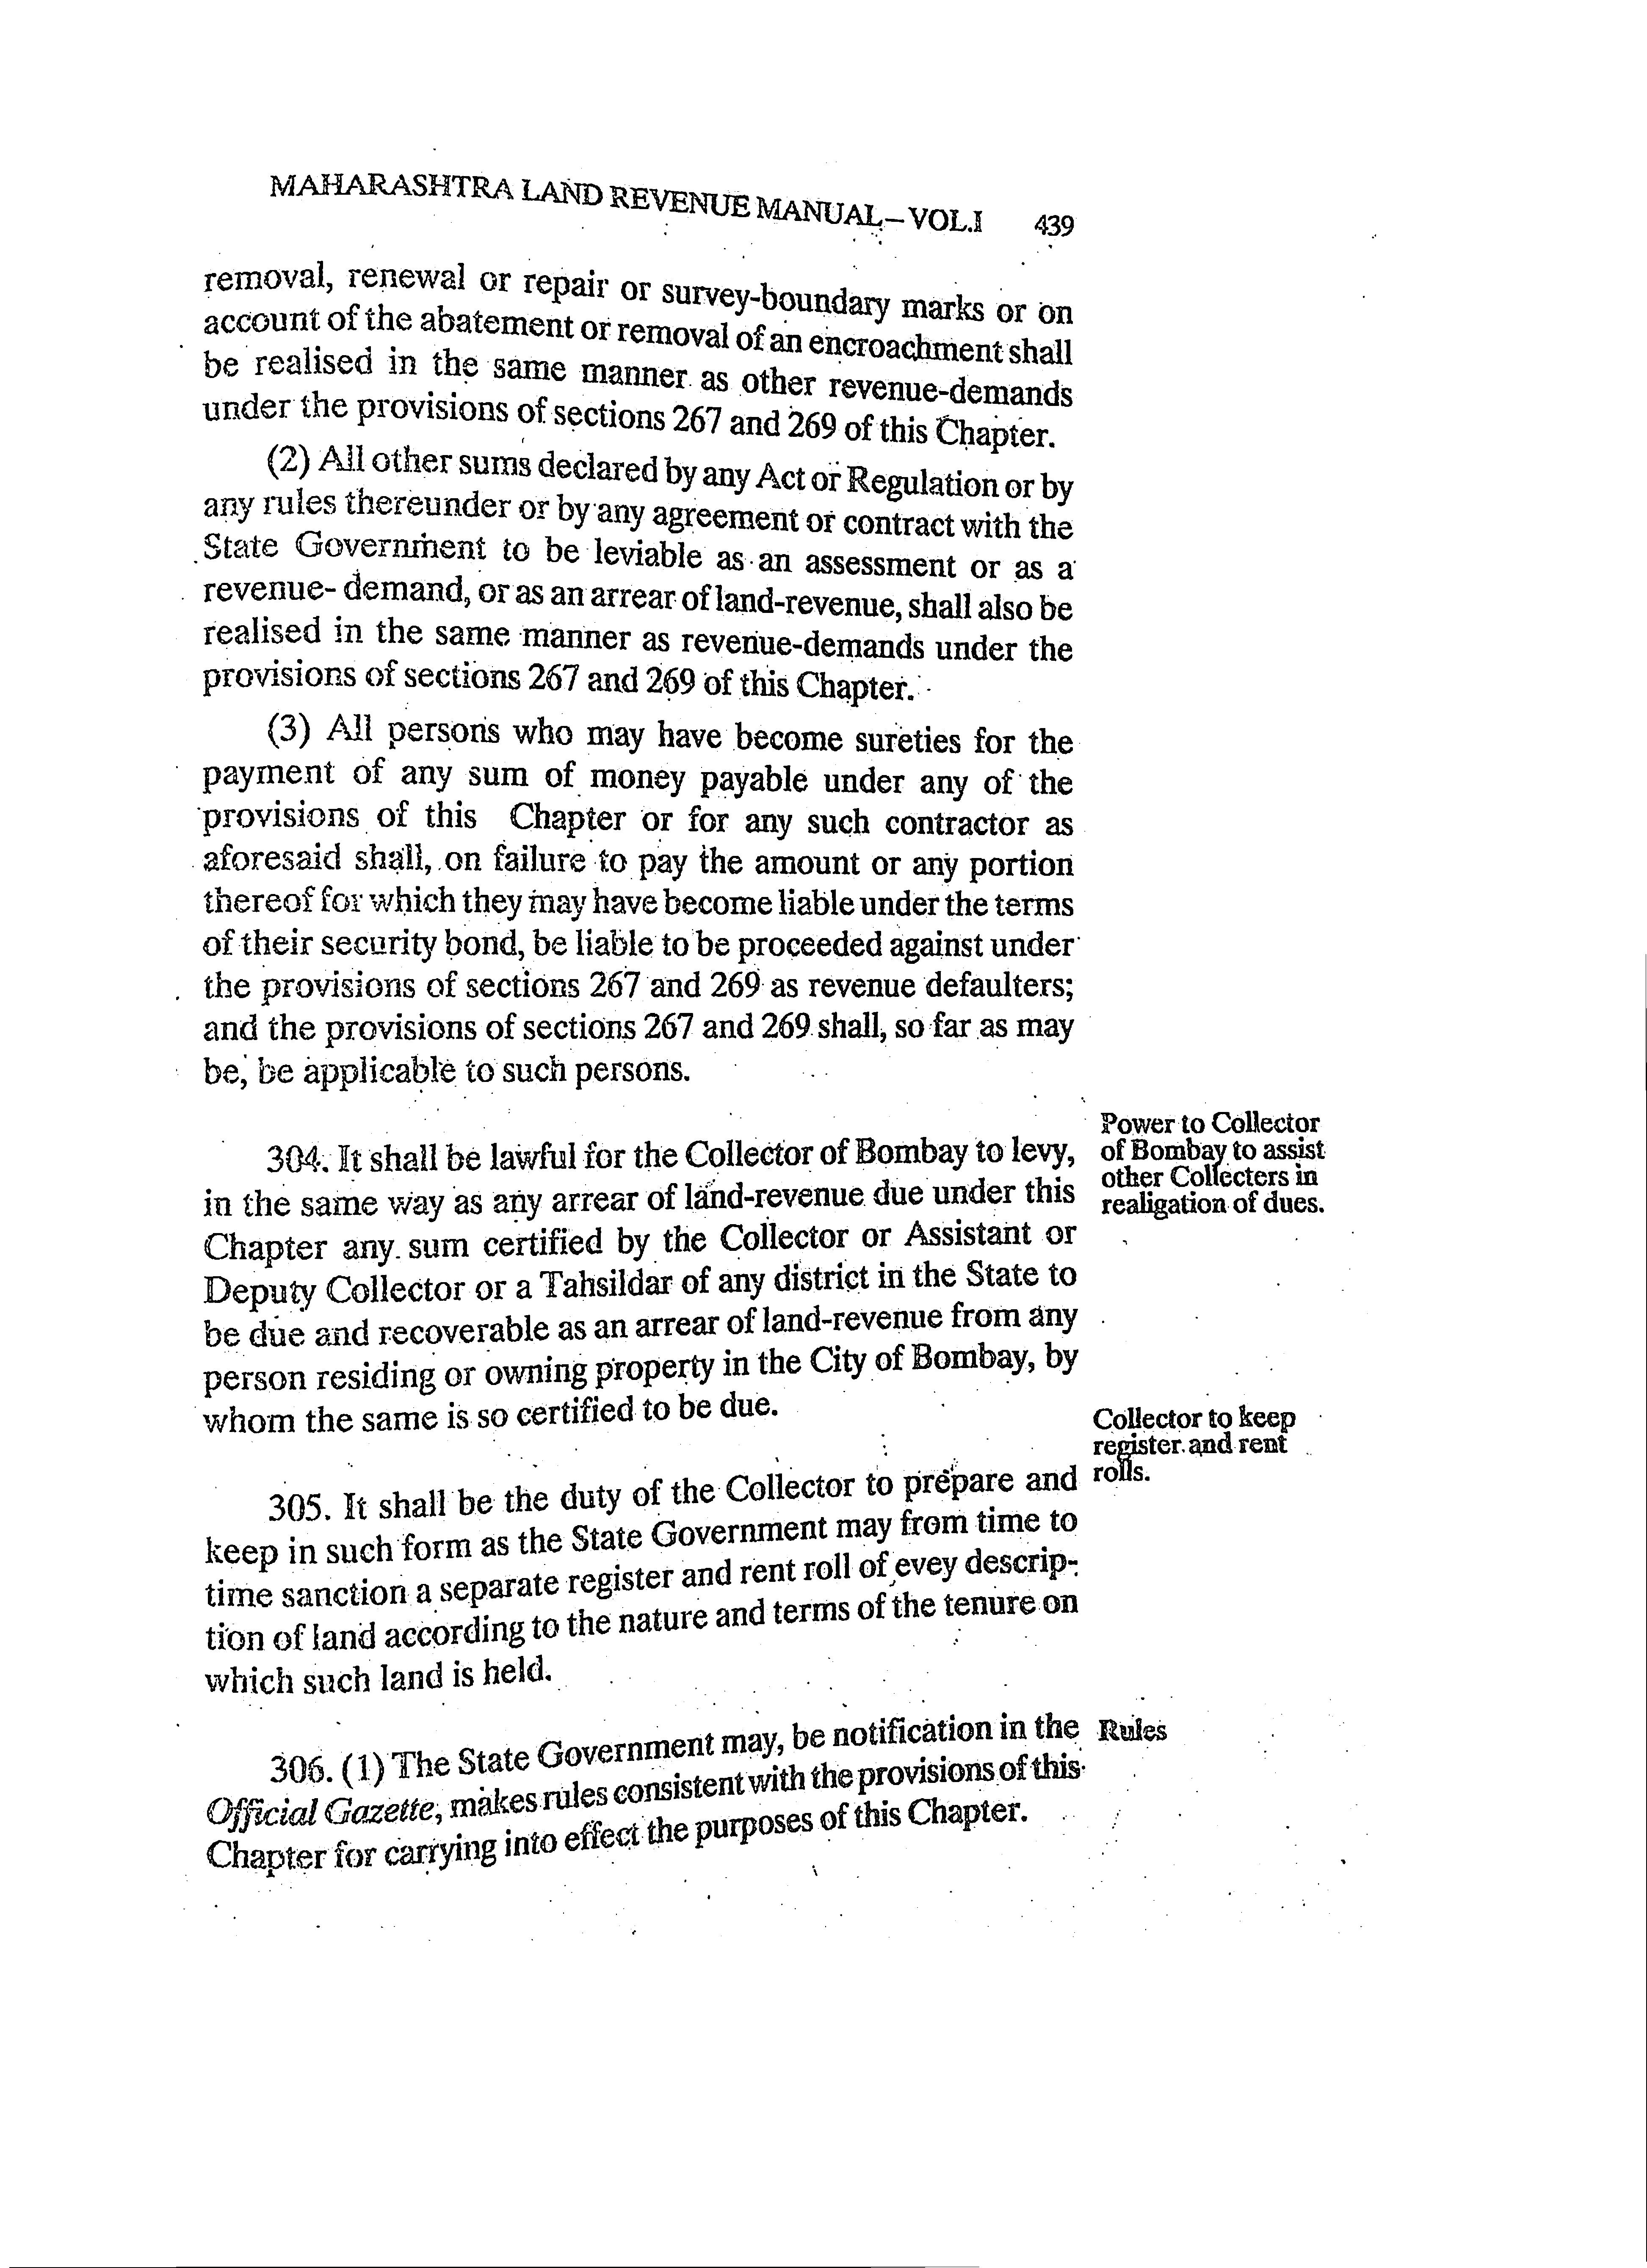 MAHARASHTRA LAND REVENUE MANUAL – VOL.I 439
removal, renewal or repair or survey-boundary marks or on
account of the abatement or removal of an encroachment shall
be realised in the same manner as other revenue-demands
under the provisions of sections 267 and 269 of this Chapter.
(2) All other sums declared by any Act or Regulation or by
any rules thereunder or by any agreement or contract with the
State Government to be leviable as an assessment or as a
revenue- demand, or as an arrear of land-revenue, shall also be
realised in the same manner as revenue-demands under the
provisions of sections 267 and 269 of this Chapter.
(3) All persons who may have become sureties for the
payment of any sum of money payable under any of the
provisions of this Chapter or for any such contractor as
aforesaid shall, on failure to pay the amount or any portion
thereof for which they may have become liable under the terms
of their security bond, be liable to be proceeded against under
the provisions of sections 267 and 269 as revenue defaulters;
and the provisions of sections 267 and 269 shall, so far as may
be, be applicable to such persons.
304. It shall be lawful for the Collector of Bombay to levy,
in the same way as any arrear of land-revenue due under this
Chapter any sum certified by the Collector or Assistant or
Deputy Collector or a Tahsildar of any district in the State to
be due and recoverable as an arrear of land-revenue from any
person residing or owning property in the City of Bombay, by
whom the same is so certified to be due.
Power to Collector
of Bombay to assist
other Collecters in
realigation of dues.
305. It shall be the duty of the Collector to prepare and
keep in such form as the State Government may from time to
time sanction a separate register and rent roll of evey descrip-
tion of land according to the nature and terms of the tenure on
which such land is held.
Collector to keep
register and rent
rolls.
306. (1) The State Government may, be notification in the
Official Gazette, makes rules consistent with the provisions of this
Chapter for carrying into effect the purposes of this Chapter.
Rules